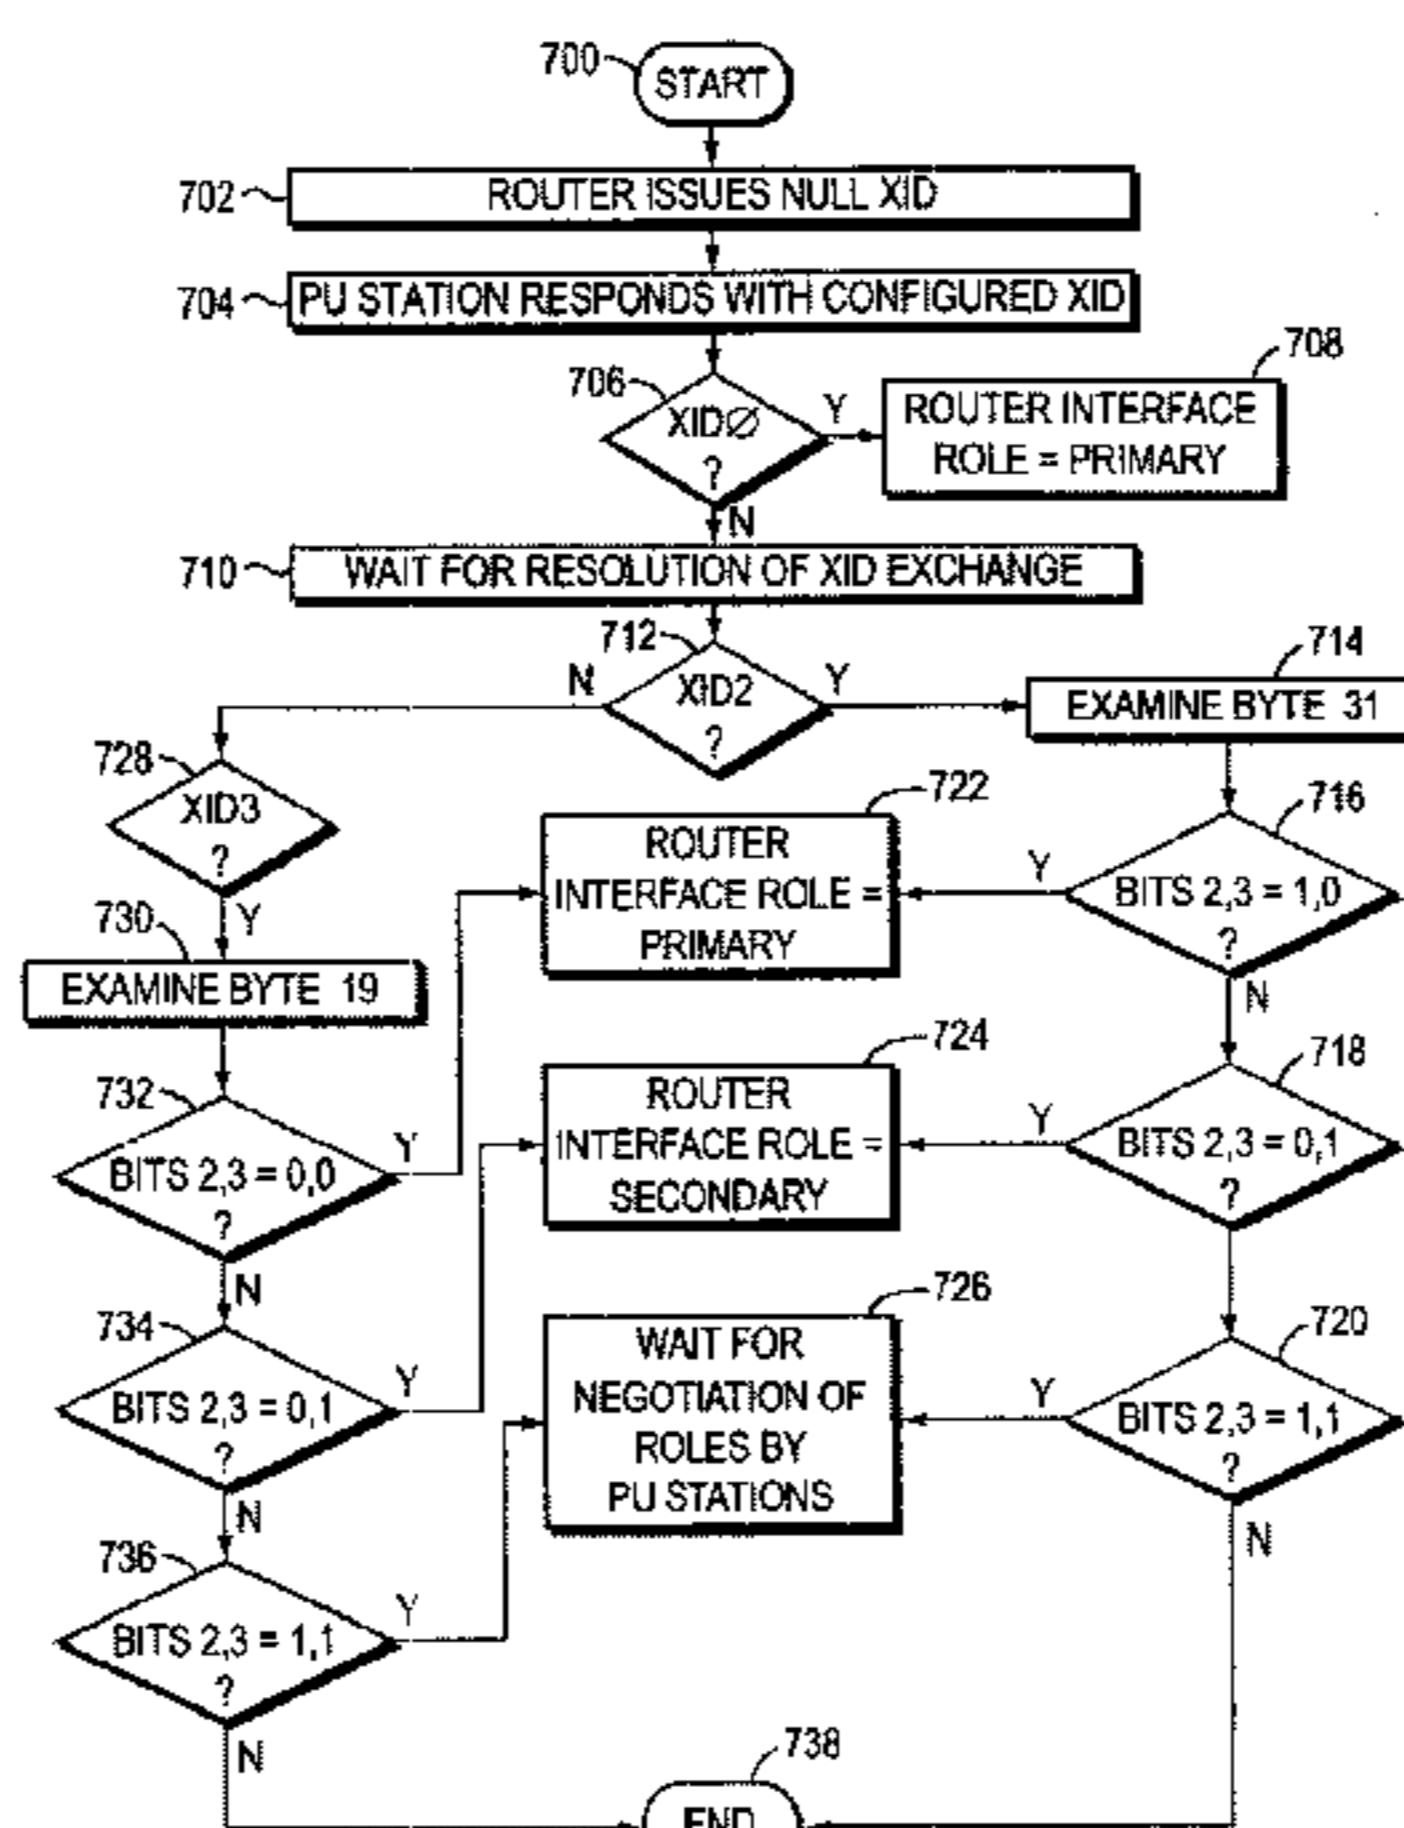 700
START
702
ROUTER ISSUES NULL XID
704
PU STATION RESPONDS WITH CONFIGURED XID
706
XIDØ
?
Y
N
708
ROUTER INTERFACE
ROLE = PRIMARY
710
WAIT FOR RESOLUTION OF XID EXCHANGE
712
XID2
?
N
Y
714
EXAMINE BYTE 31
716
BITS 2,3 = 1,0
?
Y
N
718
BITS 2,3 = 0,1
?
Y
720
BITS 2,3 = 1,1
?
Y
N
722
ROUTER
INTERFACE ROLE =
PRIMARY
724
ROUTER
INTERFACE ROLE =
SECONDARY
726
WAIT FOR
NEGOTIATION OF
ROLES BY
PU STATIONS
728
XID3
?
Y
730
EXAMINE BYTE 19
732
BITS 2,3 = 0,0
?
Y
N
734
BITS 2,3 = 0,1
?
Y
N
736
BITS 2,3 = 1,1
?
Y
N
738
END